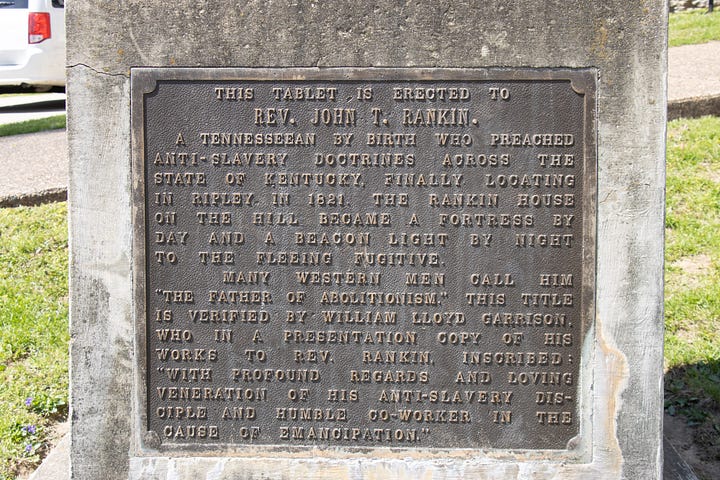 THIS TABLET IS ERECTED TO
REV. JOHN T. RANKIN.
A TENNESSEEAN BY BIRTH WHO PREACHED
ANTI-SLAVERY DOCTRINES ACROSS THE
STATE OF KENTUCKY, FINALLY LOCATING
IN RIPLEY IN 1821. THE RANKIN HOUSE
ON THE HILL BECAME A FORTRESS BY
DAY AND A BEACON LIGHT BY NIGHT
TO THE FLEEING FUGITIVE.
MANY WESTERN MEN CALL HIM
"THE FATHER OF ABOLITIONISM." THIS TITLE
IS VERIFIED BY WILLIAM LLOYD GARRISON,
WHO IN A PRESENTATION COPY OF HIS
WORKS TO REV. RANKIN, INSCRIBED:
"WITH PROFOUND REGARDS AND LOVING
VENERATION OF HIS ANTI-SLAVERY DIS-
CIPLE AND HUMBLE CO-WORKER IN THE
CAUSE OF EMANCIPATION."